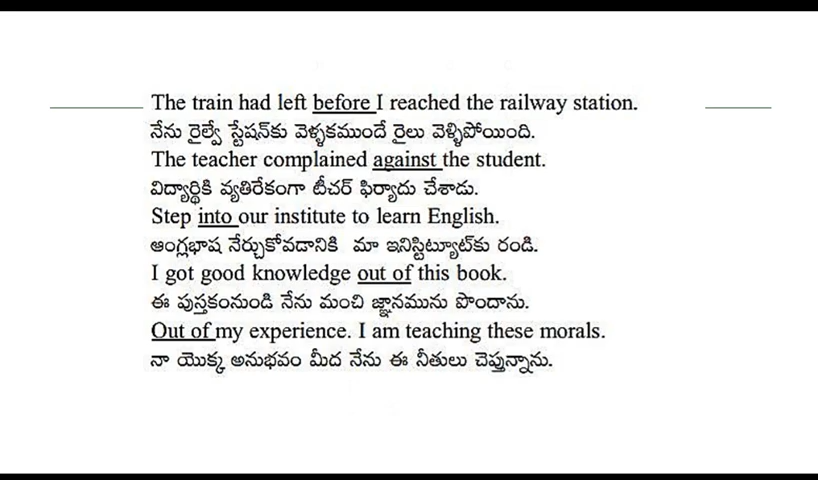 The train had left before I reached the railway station.
నేను రైల్వే స్టేషన్‌కు వెళ్ళకముందే రైలు వెళ్ళిపోయింది.
The teacher complained against the student.
విద్యార్థికి వ్యతిరేకంగా టీచర్ ఫిర్యాదు చేశాడు.
Step into our institute to learn English.
ఆంగ్లభాష నేర్చుకోవడానికి మా ఇనిస్టిట్యూట్‌కు రండి.
I got good knowledge out of this book.
ఈ పుస్తకంనుండి నేను మంచి జ్ఞానమును పొందాను.
Out of my experience. I am teaching these morals.
నా యొక్క అనుభవం మీద నేను ఈ నీతులు చెప్తున్నాను.